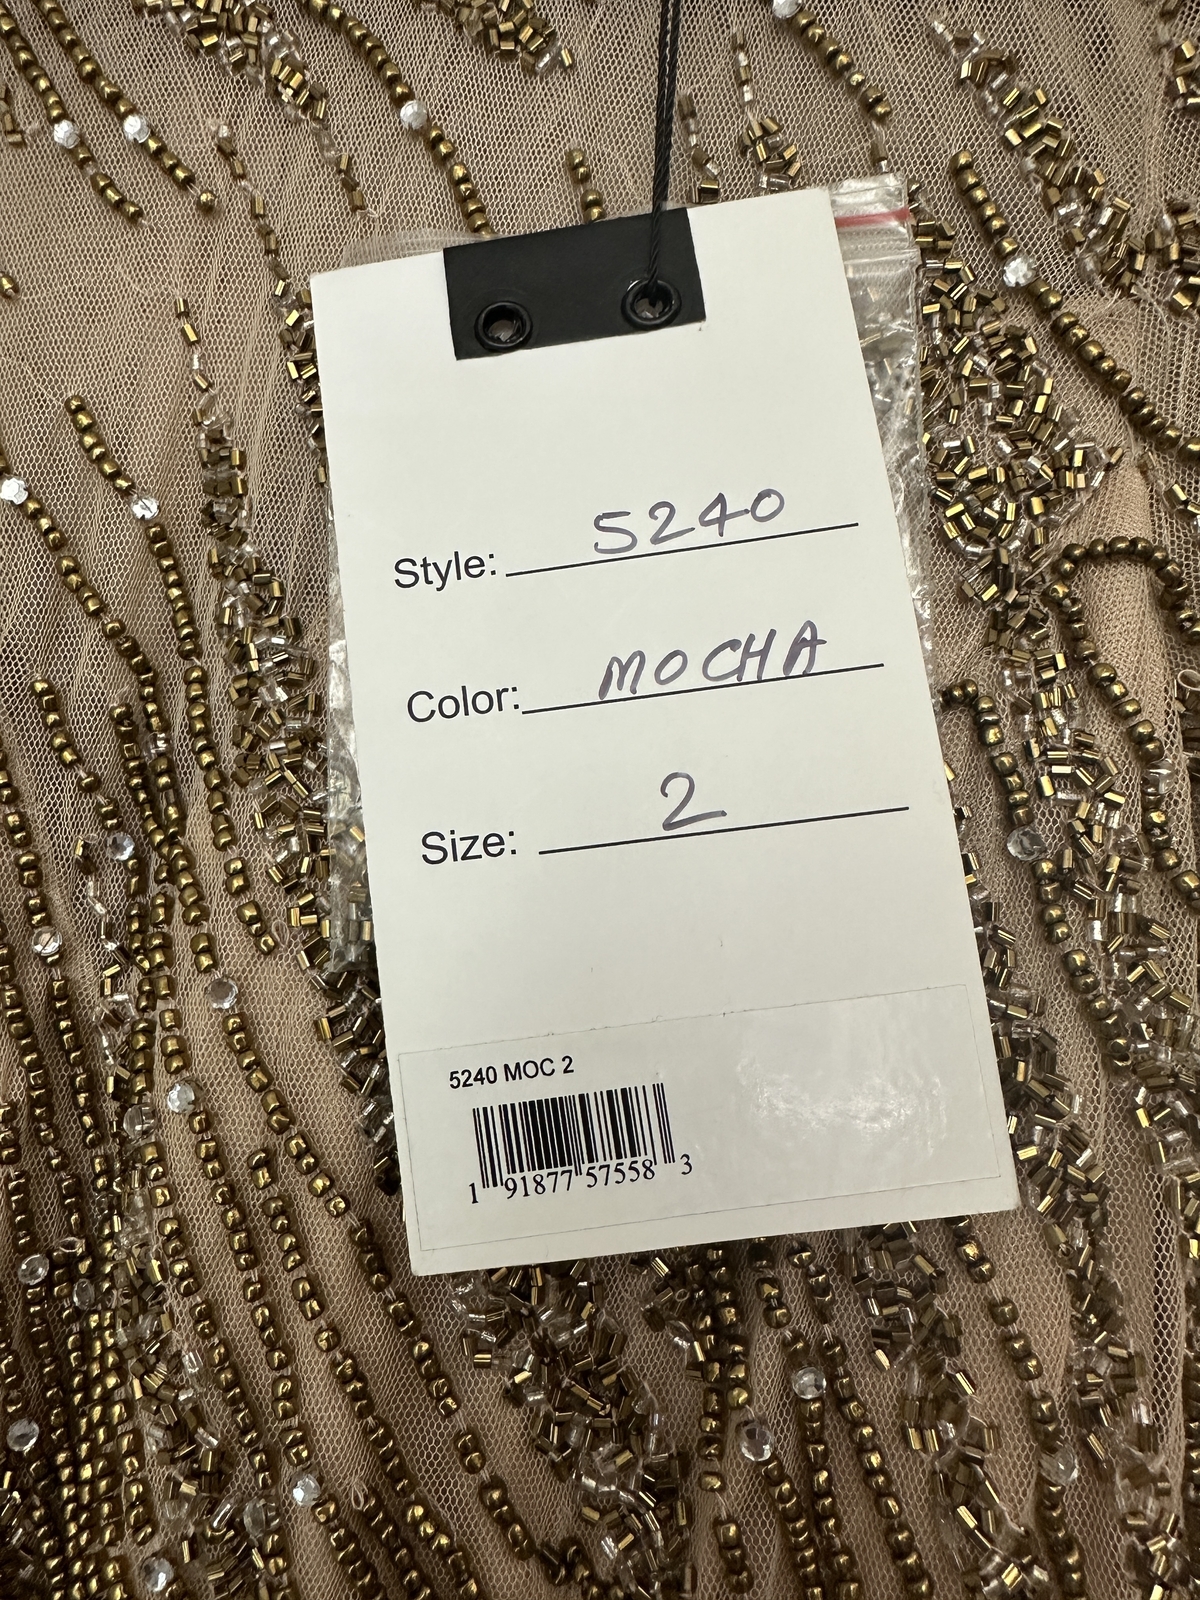 Style: 5240
Color: MOCHA
Size: 2
5240 MOC 2
1 91877 57558 3